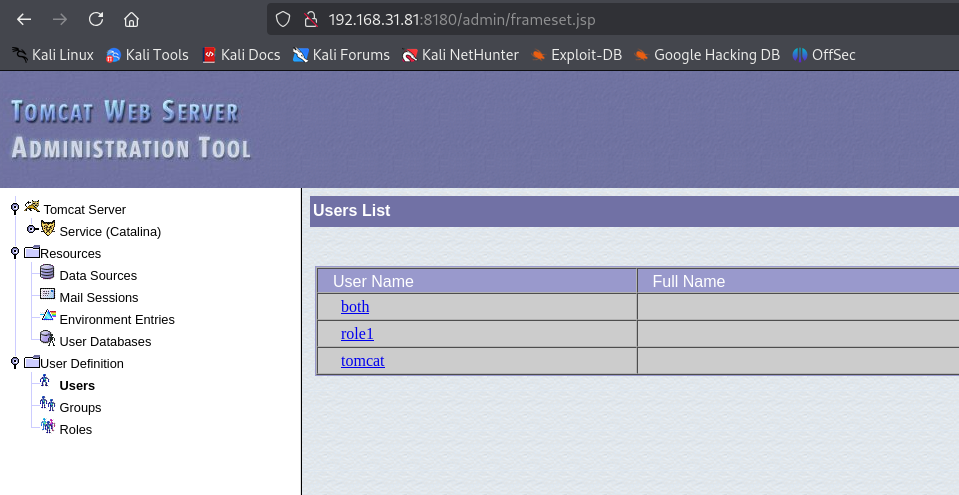 192.168.31.81:8180/admin/frameset.jsp
Kali Linux Kali Tools Kali Docs Kali Forums Kali NetHunter Exploit-DB Google Hacking DB OffSec
TOMCAT WEB SERVER
ADMINISTRATION TOOL
Tomcat Server
Service (Catalina)
Resources
Data Sources
Mail Sessions
Environment Entries
User Databases
User Definition
Users
Groups
Roles
Users List
User Name Full Name
both
role1
tomcat